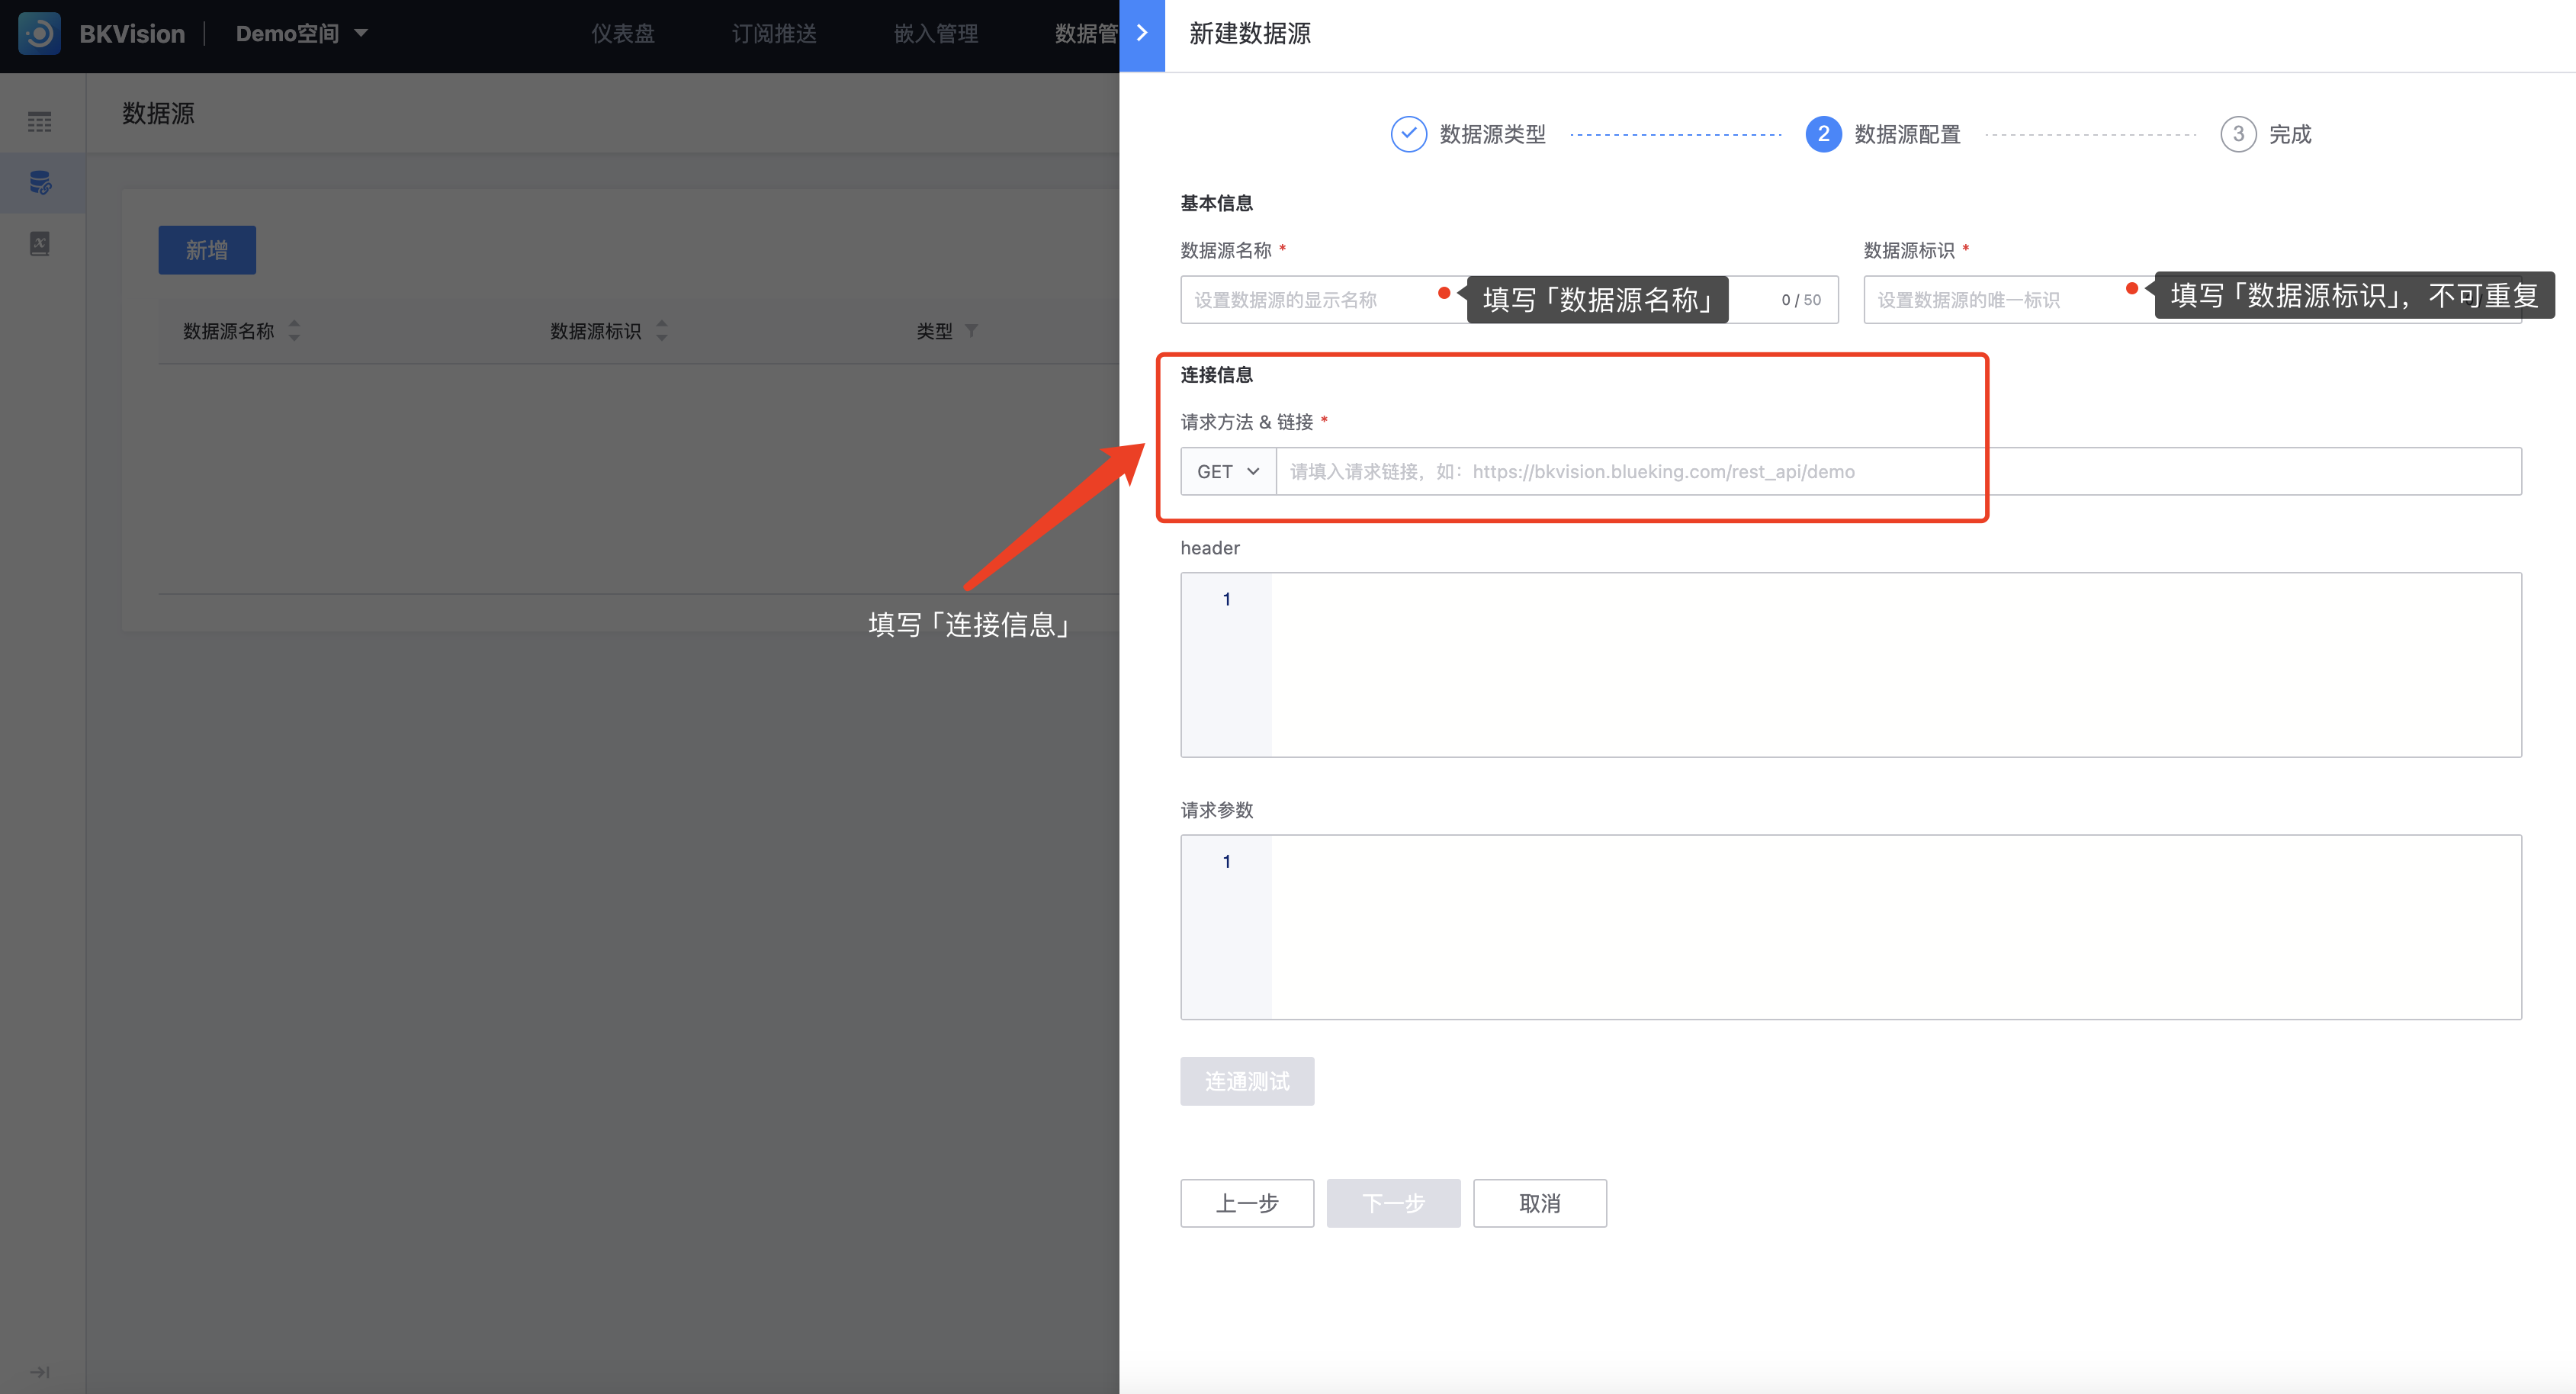 BKVision
Demo空间
仪表盘
订阅推送
嵌入管理
数据管
新建数据源
数据源
数据源类型
2
数据源配置
3
完成
基本信息
新增
数据源名称 *
数据源标识 *
设置数据源的显示名称
填写「数据源名称」
0 / 50
设置数据源的唯一标识
填写「数据源标识」，不可重复
数据源名称
数据源标识
类型
连接信息
请求方法 & 链接 *
GET
请填入请求链接，如：https://bkvision.blueking.com/rest_api/demo
header
1
填写「连接信息」
请求参数
1
连通测试
上一步
下一步
取消